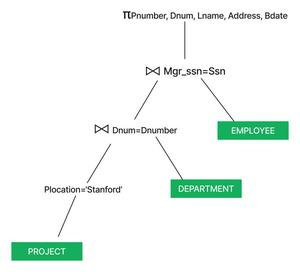 πPnumber, Dnum, Lname, Address, Bdate
⋈ Mgr_ssn=Ssn
EMPLOYEE
⋈ Dnum=Dnumber
Plocation='Stanford'
DEPARTMENT
PROJECT